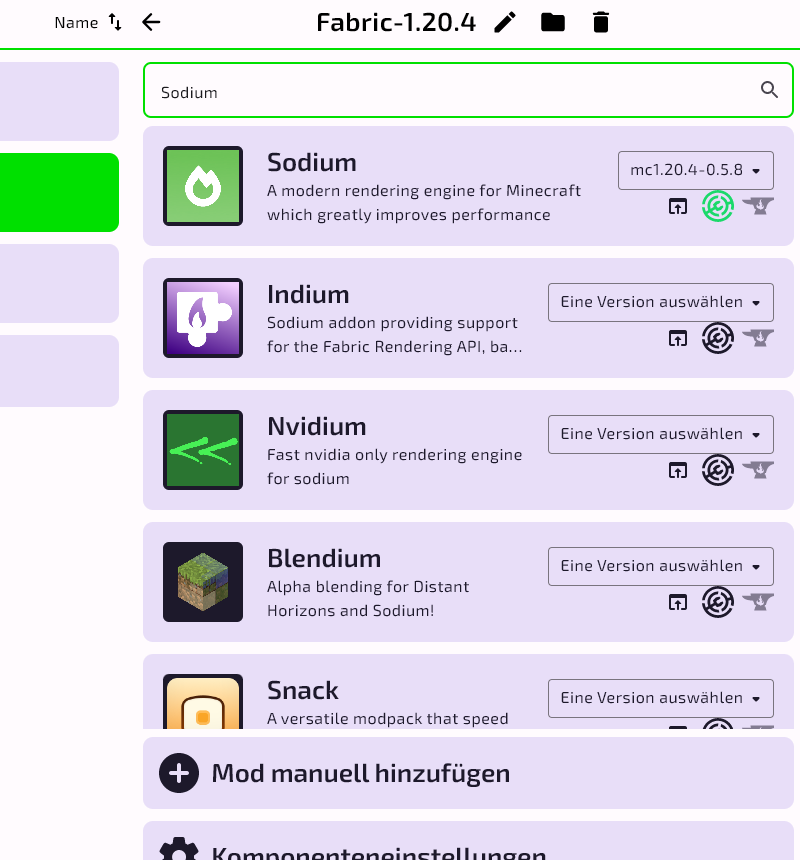 Name
Fabric-1.20.4
Sodium
Sodium
A modern rendering engine for Minecraft
which greatly improves performance
mc1.20.4-0.5.8
Indium
Sodium addon providing support
for the Fabric Rendering API, ba...
Eine Version auswählen
Nvidium
Fast nvidia only rendering engine
for sodium
Eine Version auswählen
Blendium
Alpha blending for Distant
Horizons and Sodium!
Eine Version auswählen
Snack
A versatile modpack that speed
Eine Version auswählen
Mod manuell hinzufügen
Komponenteneinstellungen